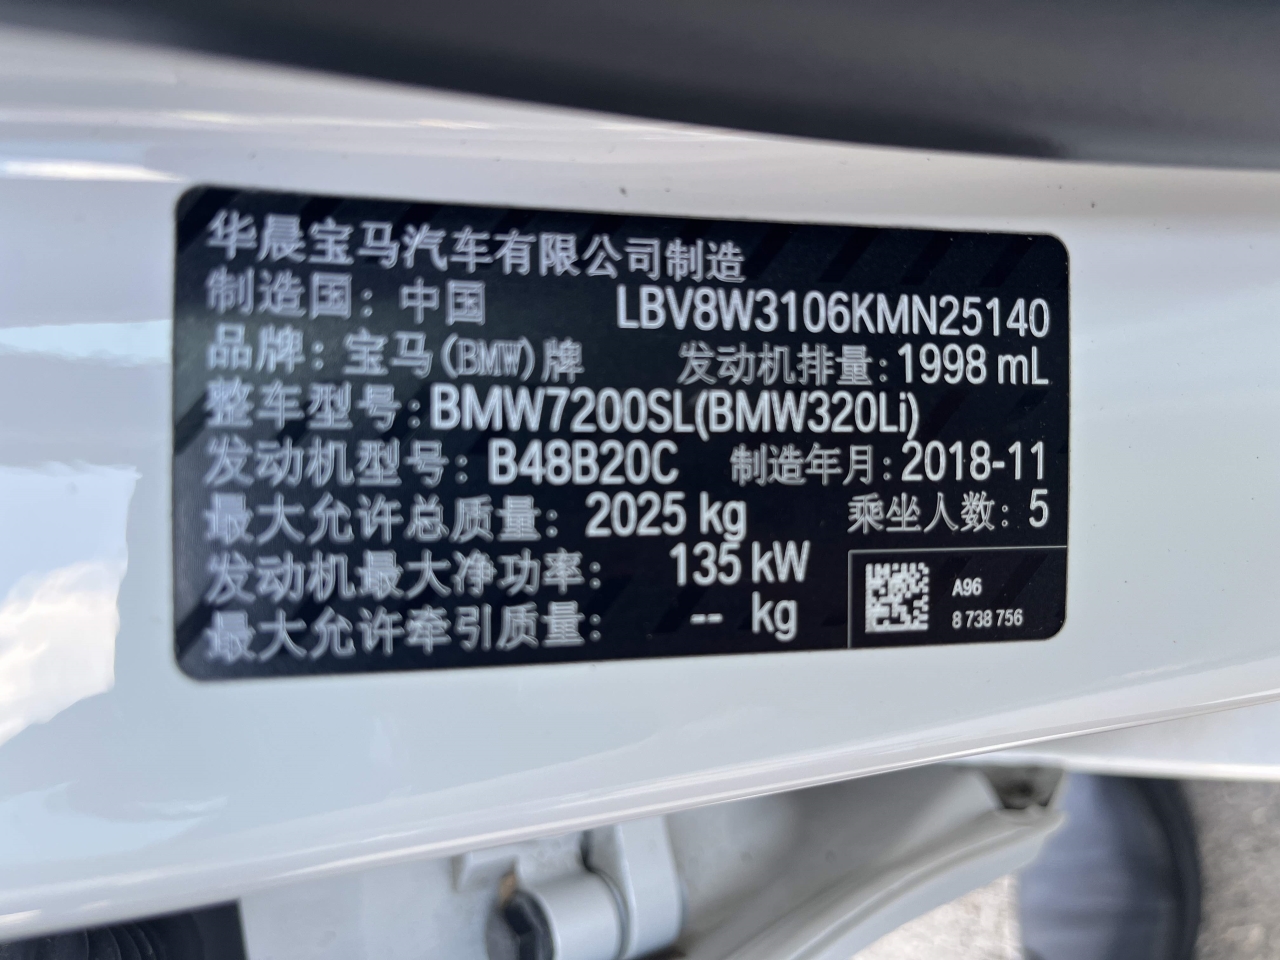 华晨宝马汽车有限公司制造
制造国：中国 LBV8W3106KMN25140
品牌：宝马(BMW)牌 发动机排量：1998 mL
整车型号：BMW7200SL(BMW320Li)
发动机型号：B48B20C 制造年月：2018-11
最大允许总质量：2025 kg 乘坐人数：5
发动机最大净功率：135 kW
最大允许牵引质量：-- kg
A96
8 738 756